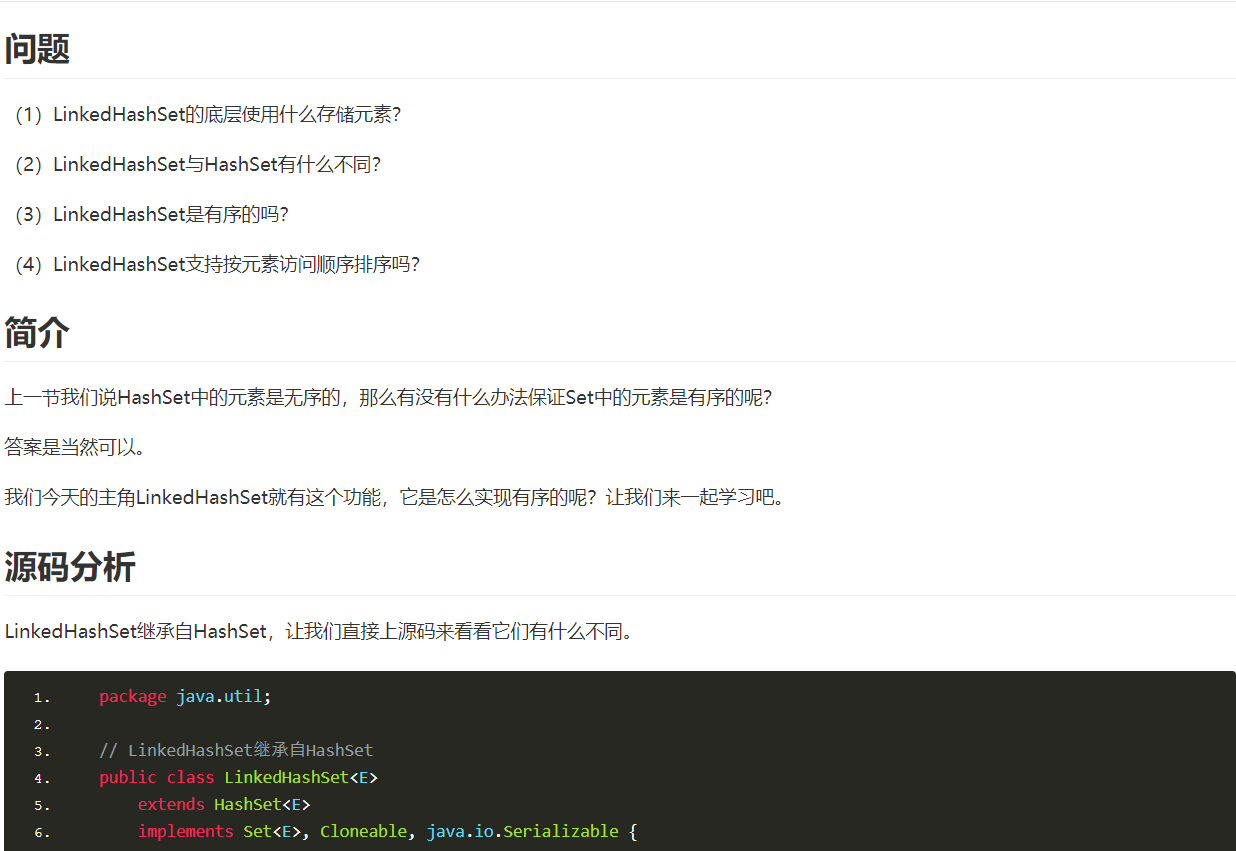 问题
（1）LinkedHashSet的底层使用什么存储元素？
（2）LinkedHashSet与HashSet有什么不同？
（3）LinkedHashSet是有序的吗？
（4）LinkedHashSet支持按元素访问顺序排序吗？
简介
上一节我们说HashSet中的元素是无序的，那么有没有什么办法保证Set中的元素是有序的呢？
答案是当然可以。
我们今天的主角LinkedHashSet就有这个功能，它是怎么实现有序的呢？让我们来一起学习吧。
源码分析
LinkedHashSet继承自HashSet，让我们直接上源码来看看它们有什么不同。
1. package java.util;
2.
3. // LinkedHashSet继承自HashSet
4. public class LinkedHashSet<E>
5. extends HashSet<E>
6. implements Set<E>, Cloneable, java.io.Serializable {